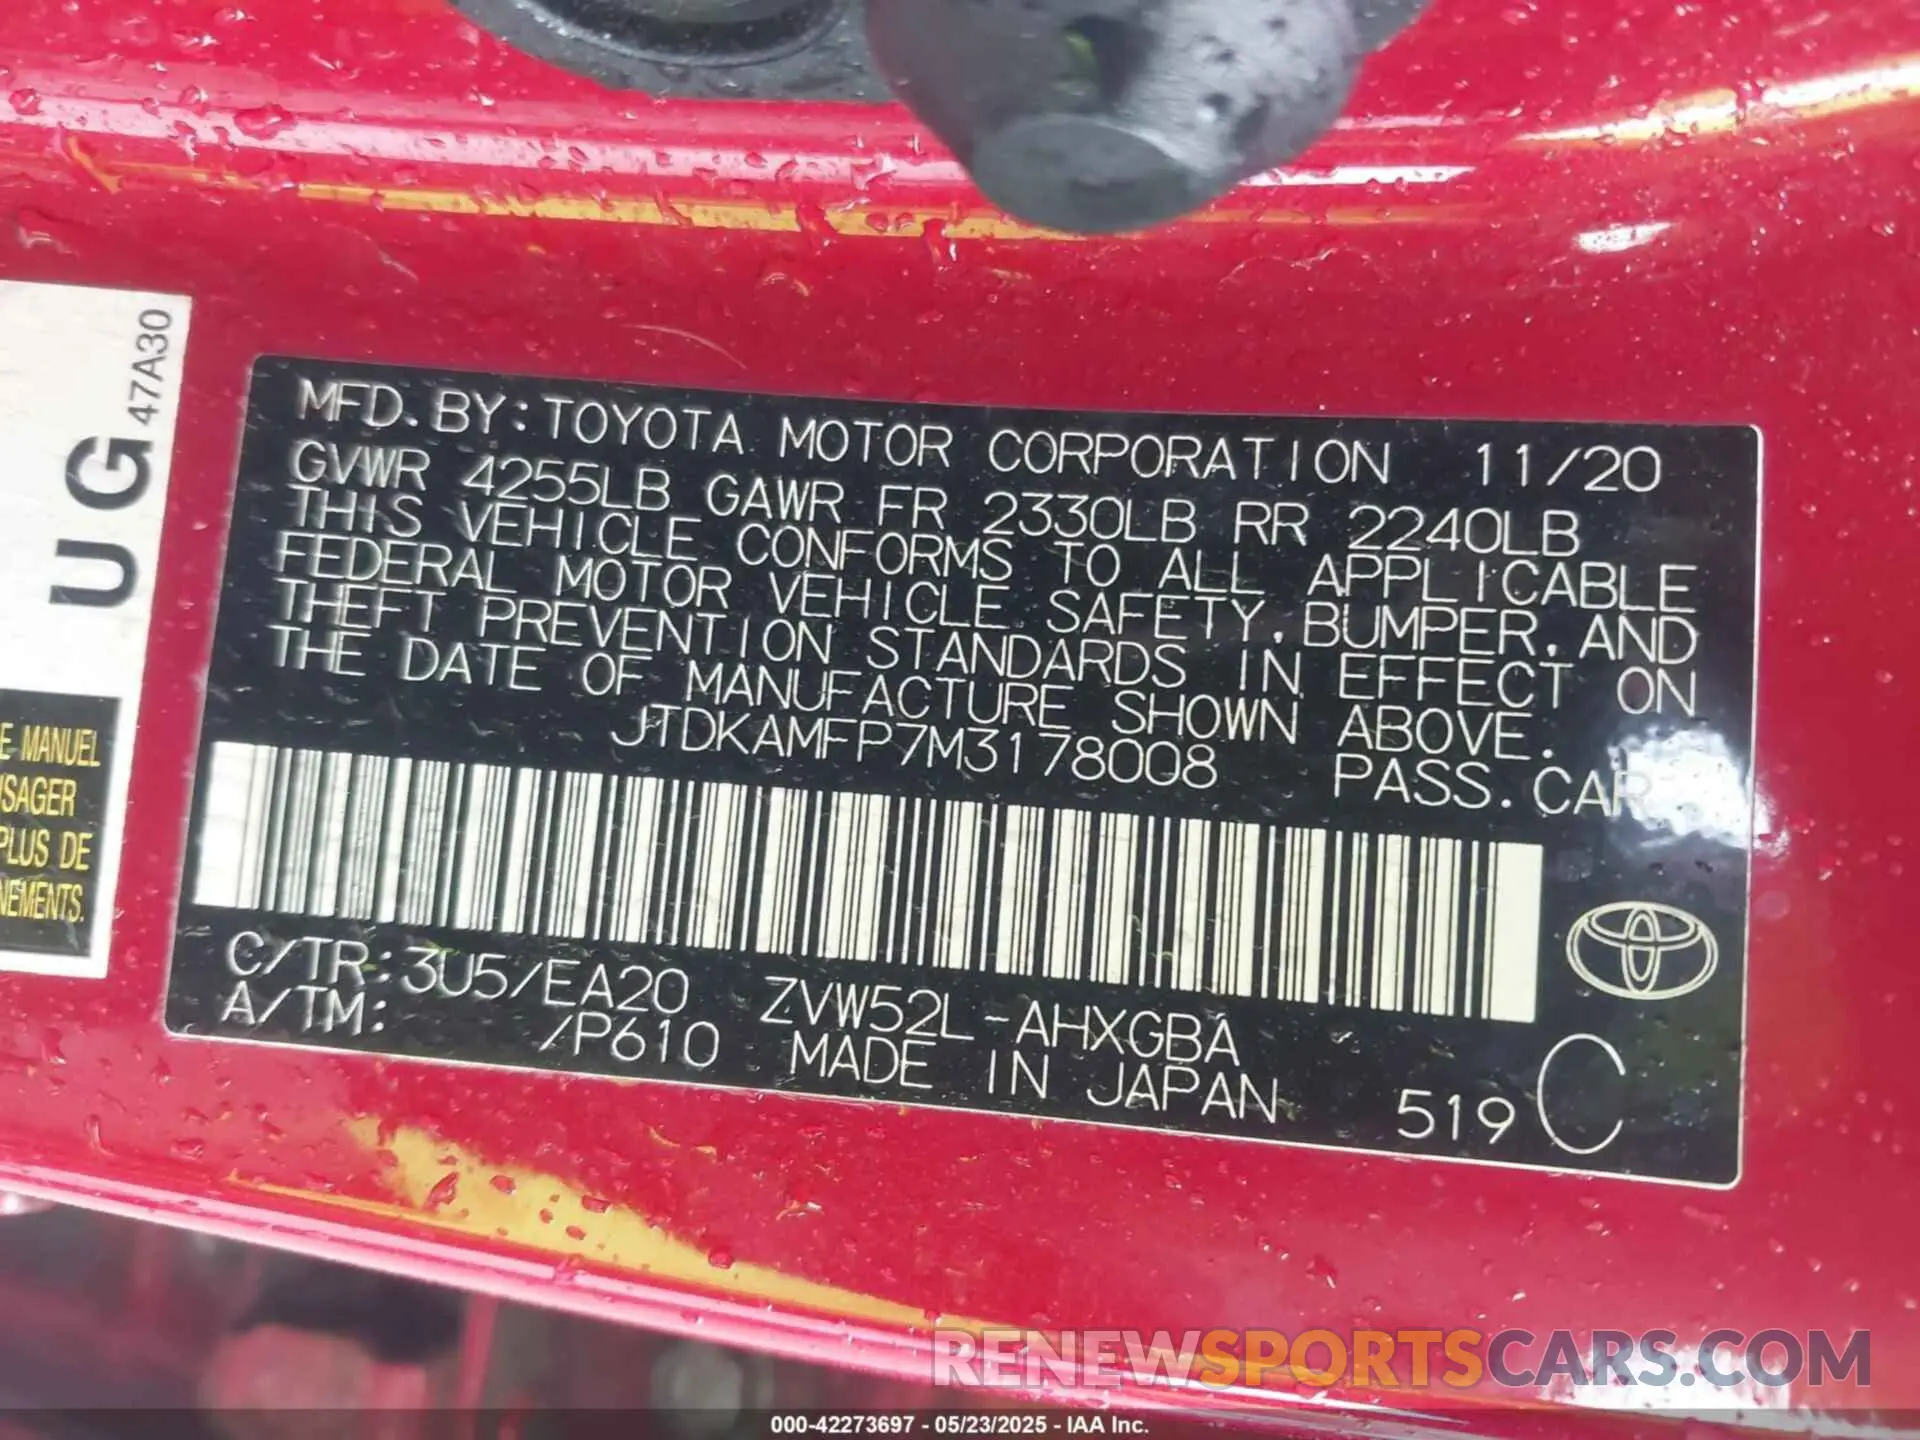 UG 47A30
E MANUEL
SAGER
PLUS DE
NEMENTS.
MFD. BY: TOYOTA MOTOR CORPORATION 11/20
GVWR 4255LB GAWR FR 2330LB RR 2240LB
THIS VEHICLE CONFORMS TO ALL APPLICABLE
FEDERAL MOTOR VEHICLE SAFETY, BUMPER, AND
THEFT PREVENTION STANDARDS IN EFFECT ON
THE DATE OF MANUFACTURE SHOWN ABOVE.
JTDKAMFP7M3178008 PASS. CAR
C/TR: 3U5/EA20 ZVW52L-AHXGBA
A/TM: /P610 MADE IN JAPAN 519 C
RENEWSPORTSCARS.COM
000-42273697 - 05/23/2025 - IAA Inc.